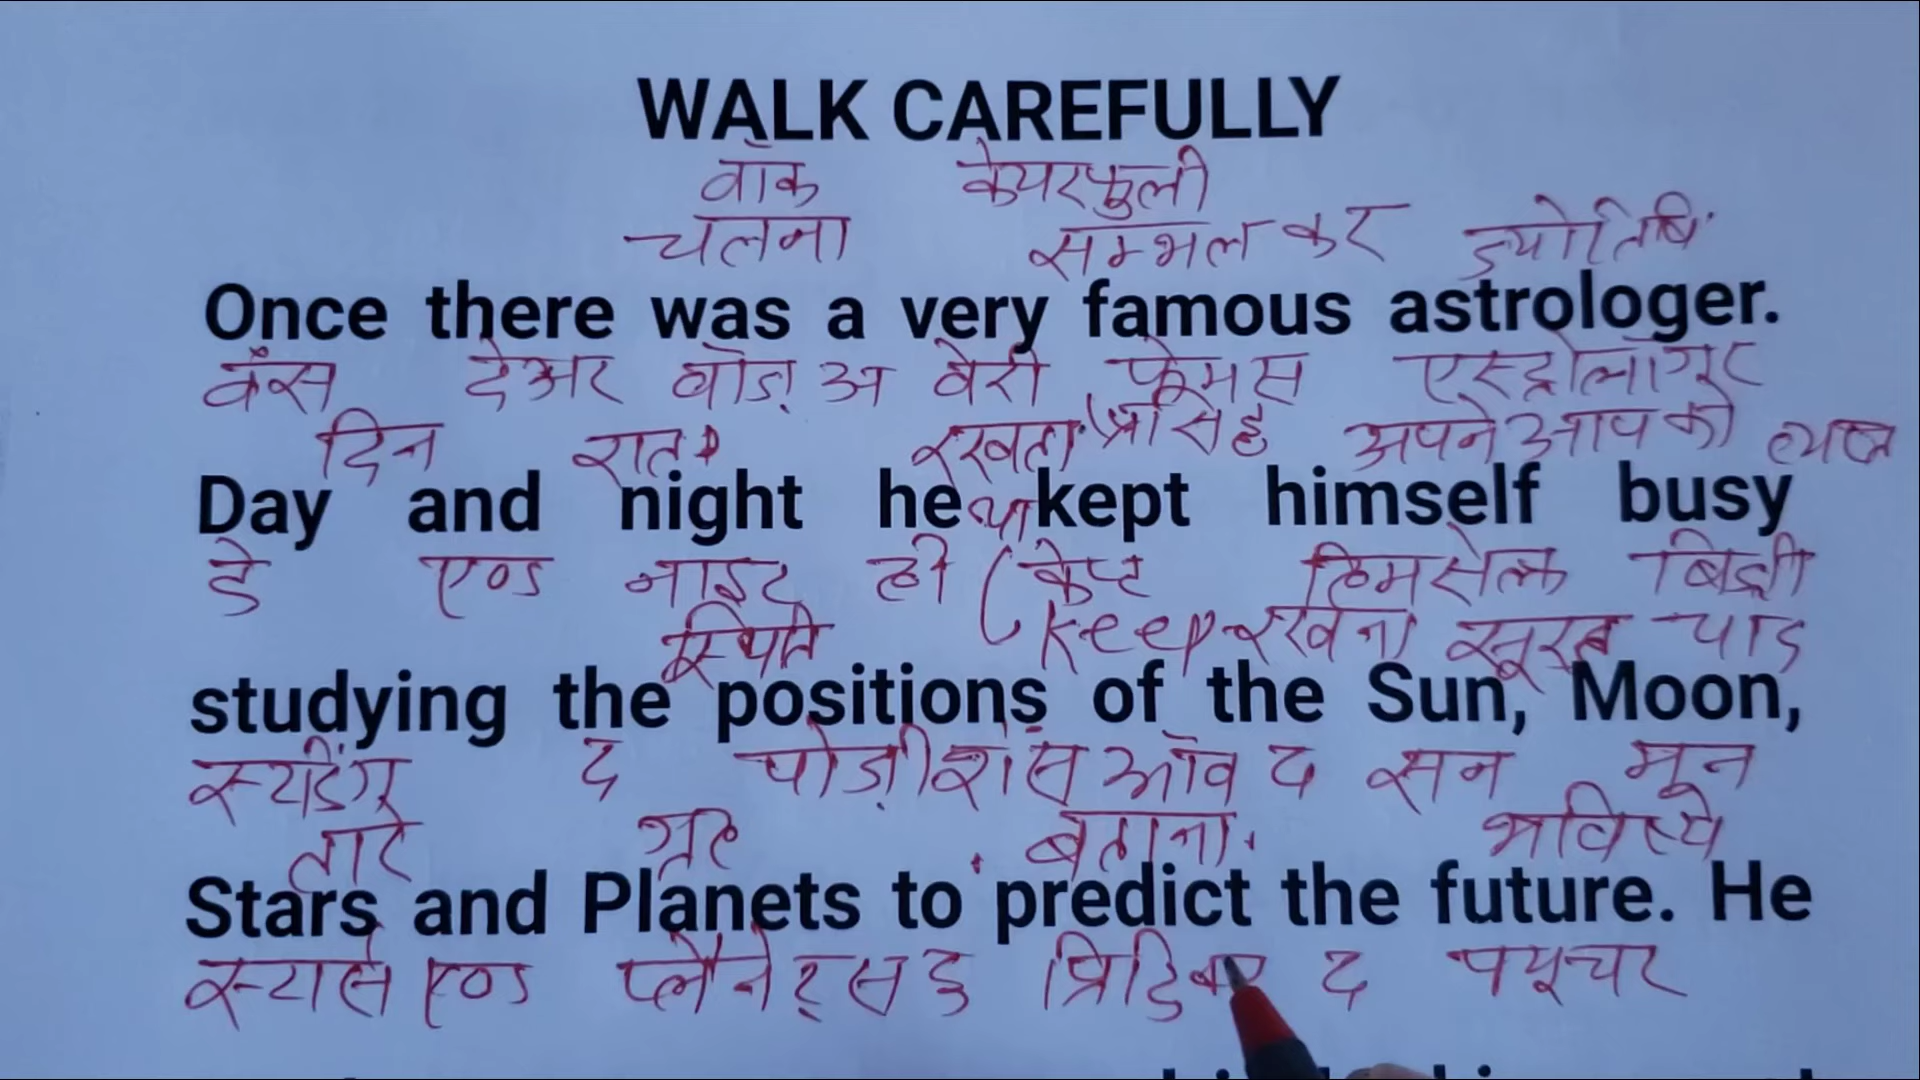 WALK CAREFULLY
वॉक केयरफुली
चलना सम्भल कर ज्योतिषि
Once there was a very famous astrologer.
वॅंस देअर वॉज़ अ वेरी फेमस एस्ट्रोलॉगर
दिन रात रखता प्रसिद्ध अपने आप को व्यस्त
Day and night he kept himself busy
था
डे एण्ड नाइट ही केप्ट हिमसेल्फ बिज़ी
स्थिति keep रखना सूरज चाद
studying the positions of the Sun, Moon,
स्टडींग द पोज़ीशंस ऑव द सन मून
तारे ग्रह बताना भविष्य
Stars and Planets to predict the future. He
स्टार्स एण्ड प्लैनेट्स टु प्रिडिक्ट द फ्यूचर